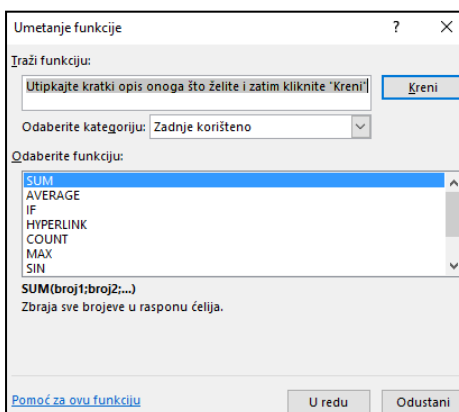 Umetanje funkcije ? ×
Traži funkciju:
Utipkajte kratki opis onoga što želite i zatim kliknite "Kreni"
Kreni
Odaberite kategoriju: Zadnje korišteno
Odaberite funkciju:
SUM
AVERAGE
IF
HYPERLINK
COUNT
MAX
SIN
SUM(broj1;broj2;...)
Zbraja sve brojeve u rasponu ćelija.
Pomoć za ovu funkciju
U redu
Odustani